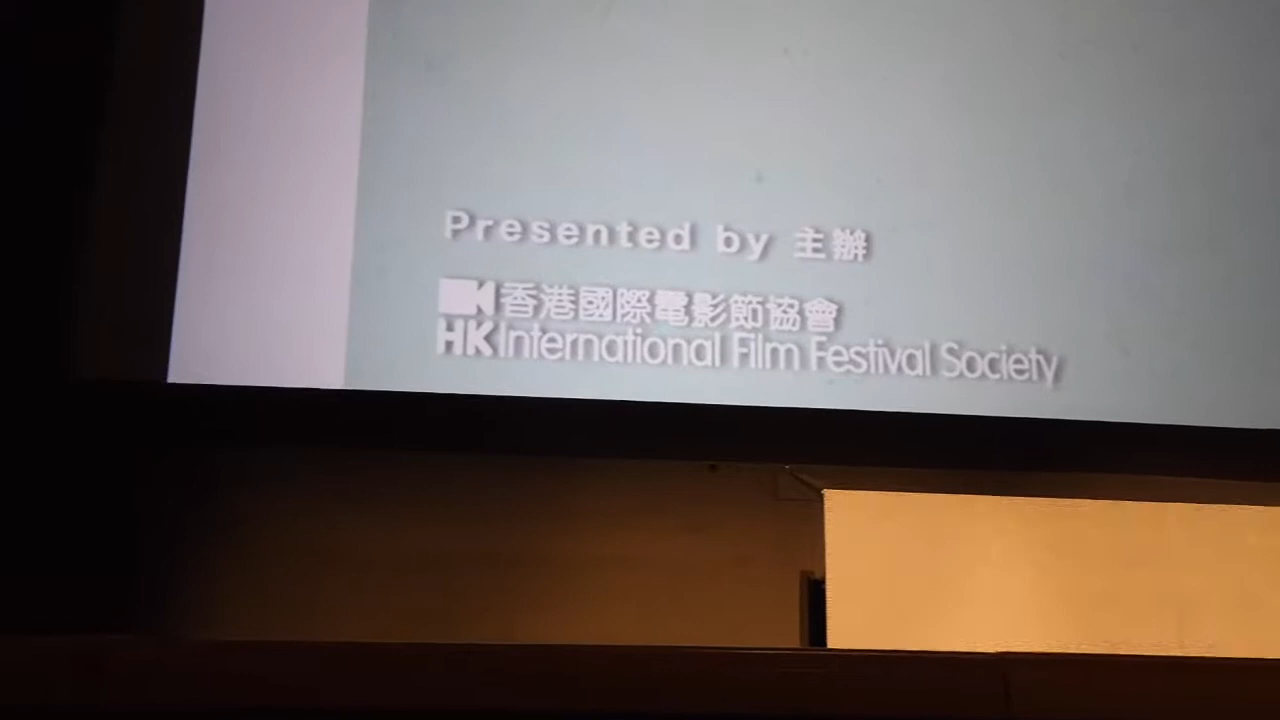 Presented by 主辦
香港國際電影節協會
HK International Film Festival Society